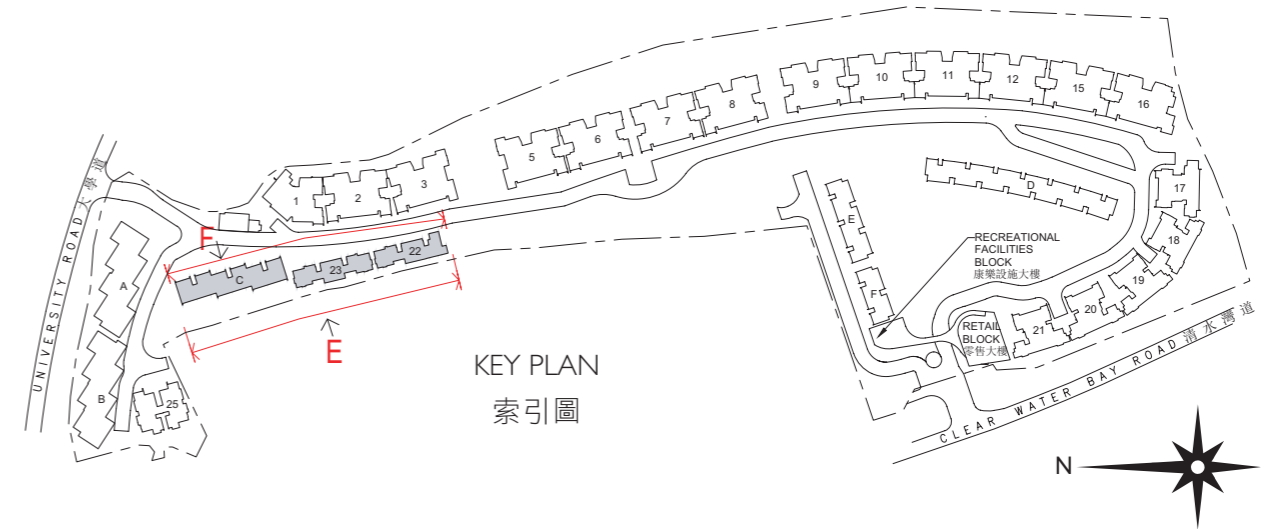 9
10
11
12
15
16
8
7
6
5
3
2
1
17
18
19
20
21
D
E
F
RECREATIONAL
FACILITIES
BLOCK
康樂設施大樓
RETAIL
BLOCK
零售大樓
CLEAR WATER BAY ROAD 清水灣道
UNIVERSITY ROAD 大學道
A
B
25
F
C
23
22
E
KEY PLAN
索引圖
N